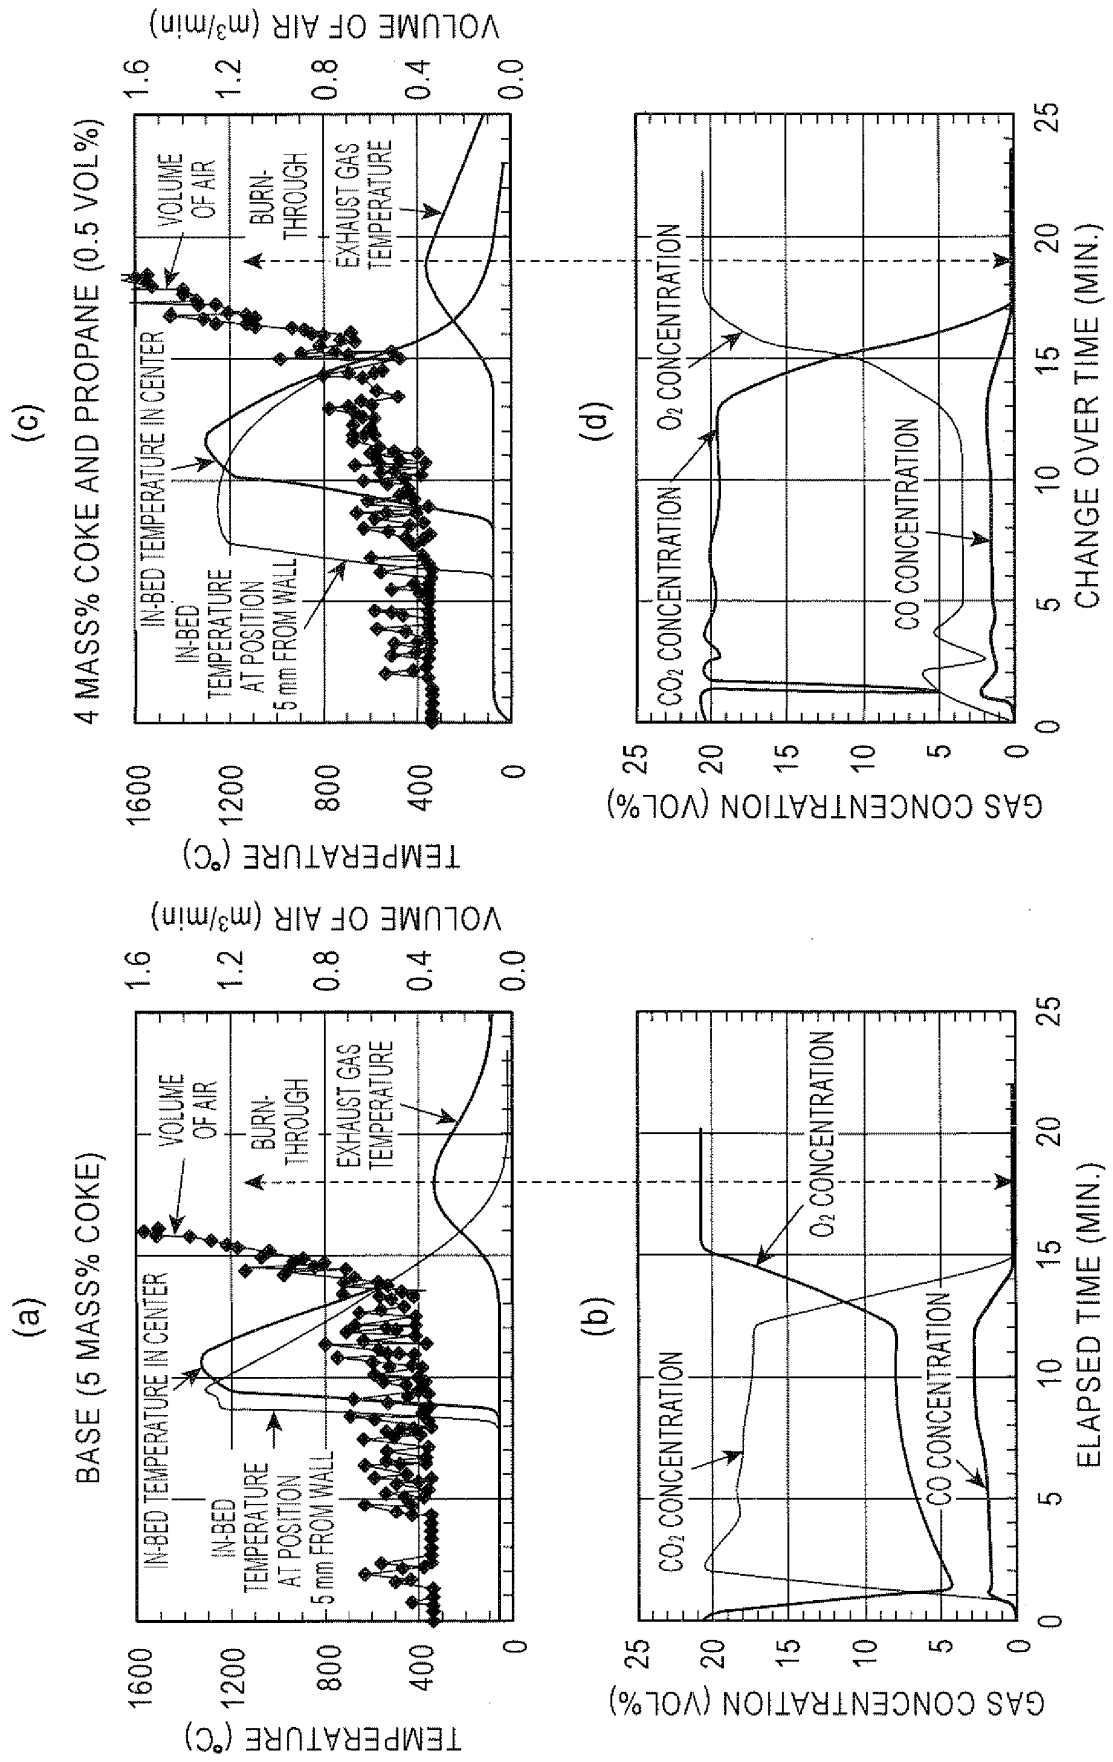 (a)
BASE (5 MASS% COKE)
TEMPERATURE (°C)
1600
1200
800
400
0
VOLUME OF AIR (m³/min)
1.6
1.2
0.8
0.4
0.0
IN-BED TEMPERATURE IN CENTER
IN-BED
TEMPERATURE
AT POSITION
5 mm FROM WALL
VOLUME
OF AIR
BURN-
THROUGH
EXHAUST GAS
TEMPERATURE
(b)
GAS CONCENTRATION (VOL%)
25
20
15
10
5
0
CO₂ CONCENTRATION
CO CONCENTRATION
O₂ CONCENTRATION
0
5
10
15
20
25
ELAPSED TIME (MIN.)
(c)
4 MASS% COKE AND PROPANE (0.5 VOL%)
TEMPERATURE (°C)
1600
1200
800
400
0
VOLUME OF AIR (m³/min)
1.6
1.2
0.8
0.4
0.0
IN-BED TEMPERATURE IN CENTER
IN-BED
TEMPERATURE
AT POSITION
5 mm FROM WALL
VOLUME
OF AIR
BURN-
THROUGH
EXHAUST GAS
TEMPERATURE
(d)
GAS CONCENTRATION (VOL%)
25
20
15
10
5
0
CO₂ CONCENTRATION
O₂ CONCENTRATION
CO CONCENTRATION
0
5
10
15
20
25
CHANGE OVER TIME (MIN.)